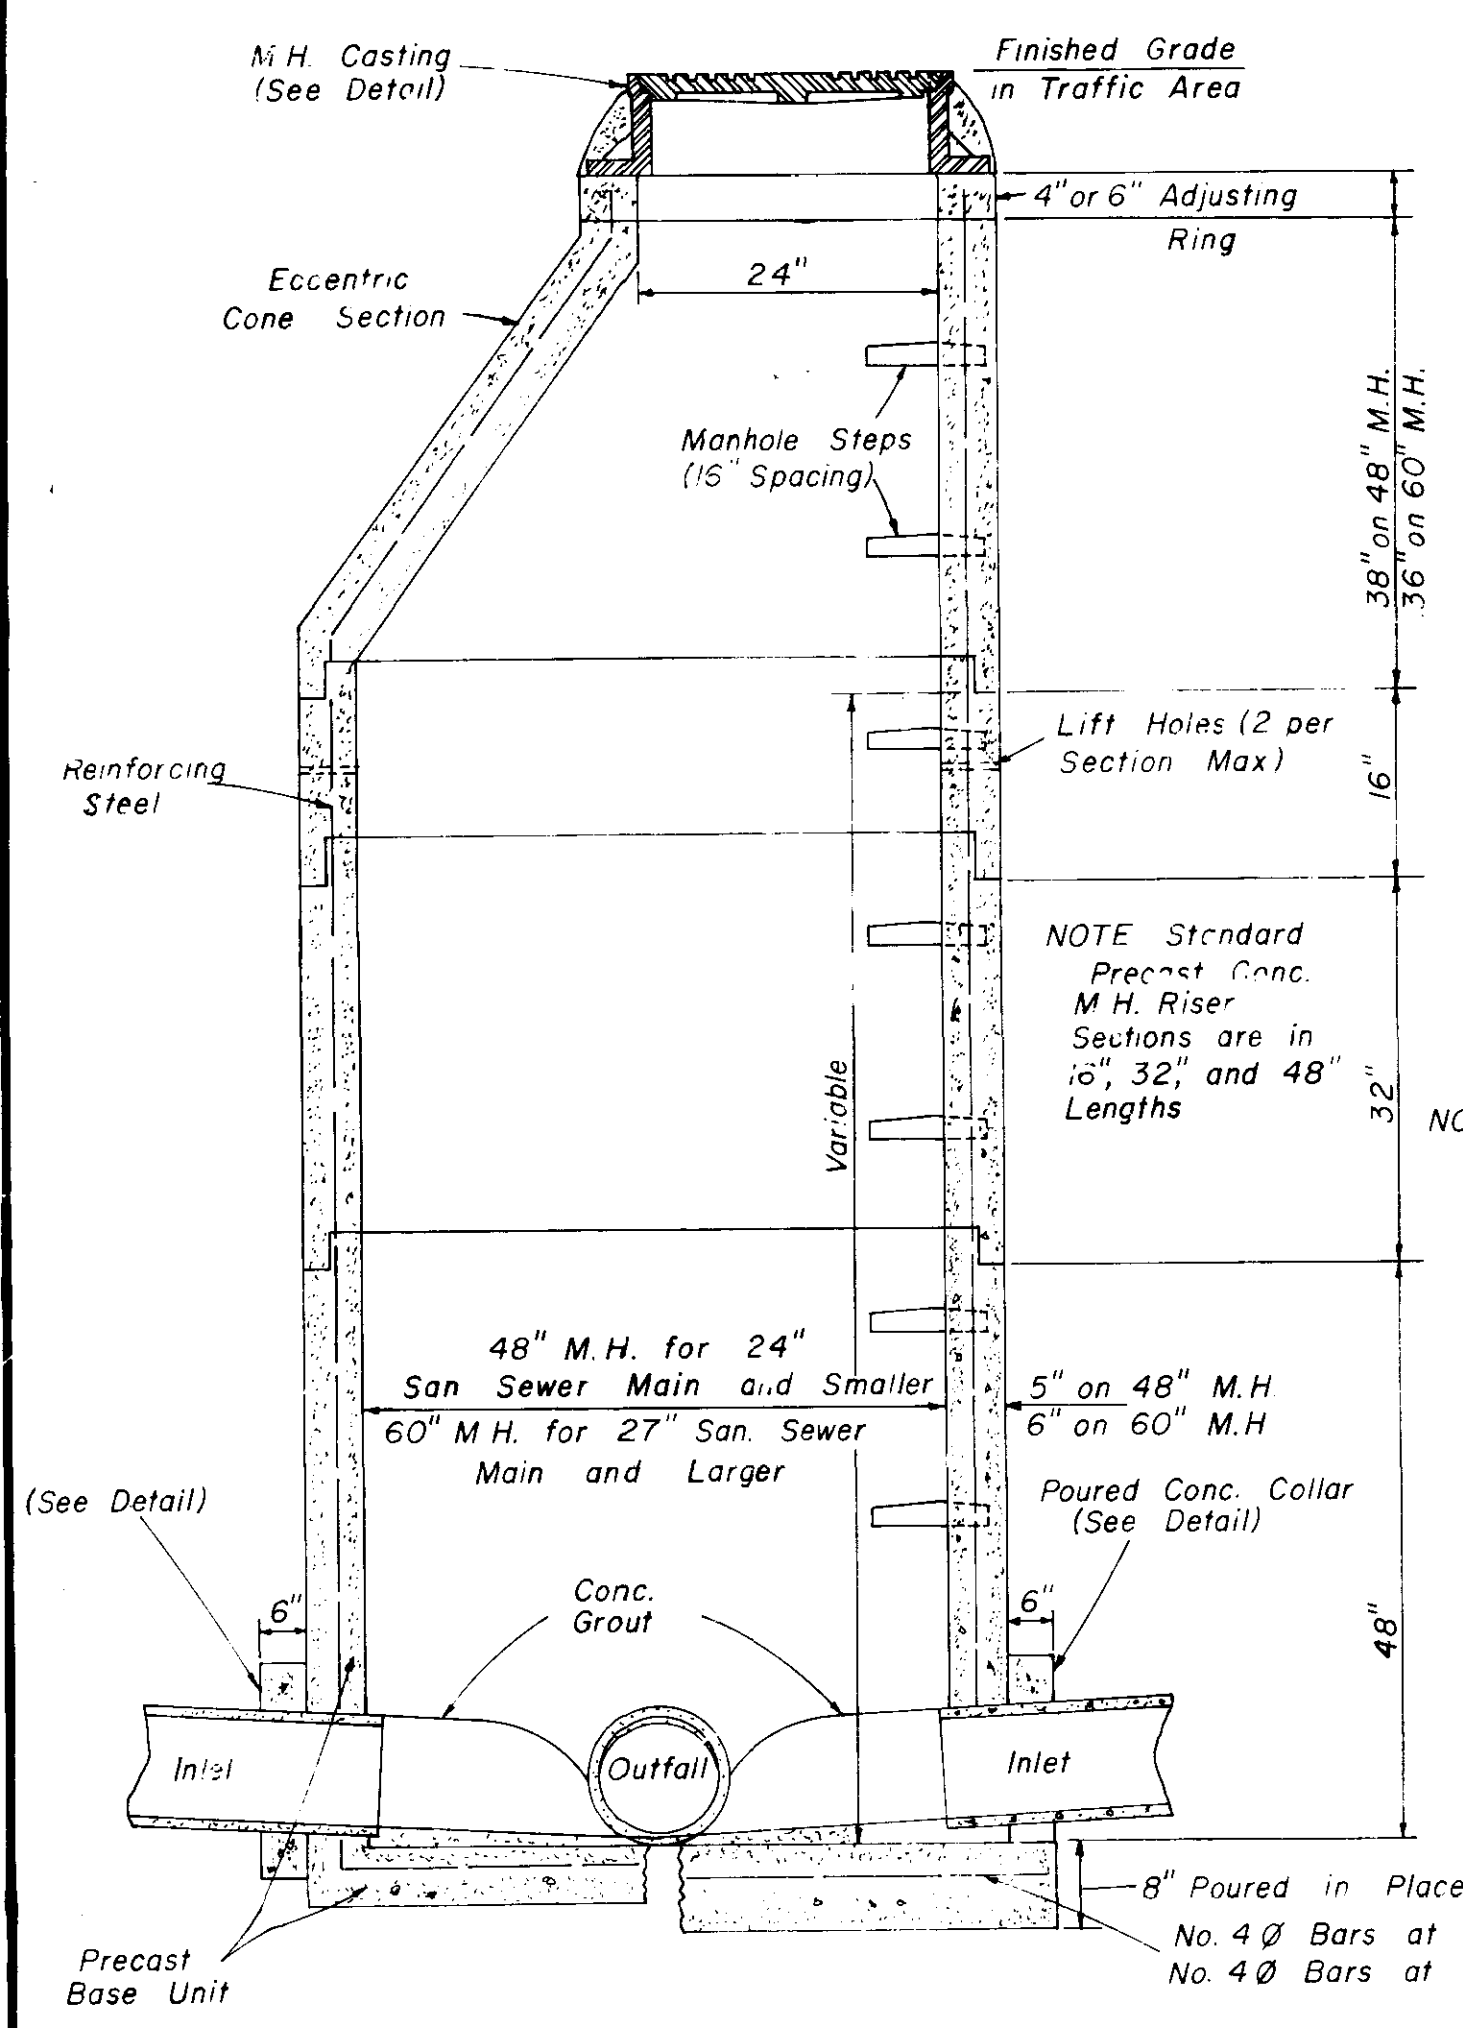 M.H. Casting
(See Detail)
Finished Grade
in Traffic Area
4" or 6" Adjusting
Ring
24"
Eccentric
Cone Section
Manhole Steps
(16" Spacing)
38" on 48" M.H.
36" on 60" M.H.
Lift Holes (2 per
Section Max)
16"
Reinforcing
Steel
NOTE Standard
Precast Conc.
M.H. Riser
Sections are in
16", 32", and 48"
Lengths
32"
NO
Variable
48" M.H. for 24"
San Sewer Main and Smaller
60" M.H. for 27" San. Sewer
Main and Larger
5" on 48" M.H.
6" on 60" M.H
(See Detail)
Poured Conc. Collar
(See Detail)
6"
Conc.
Grout
6"
48"
Inlet
Outfall
Inlet
8" Poured in Place
No. 4 Ø Bars at
No. 4 Ø Bars at
Precast
Base Unit